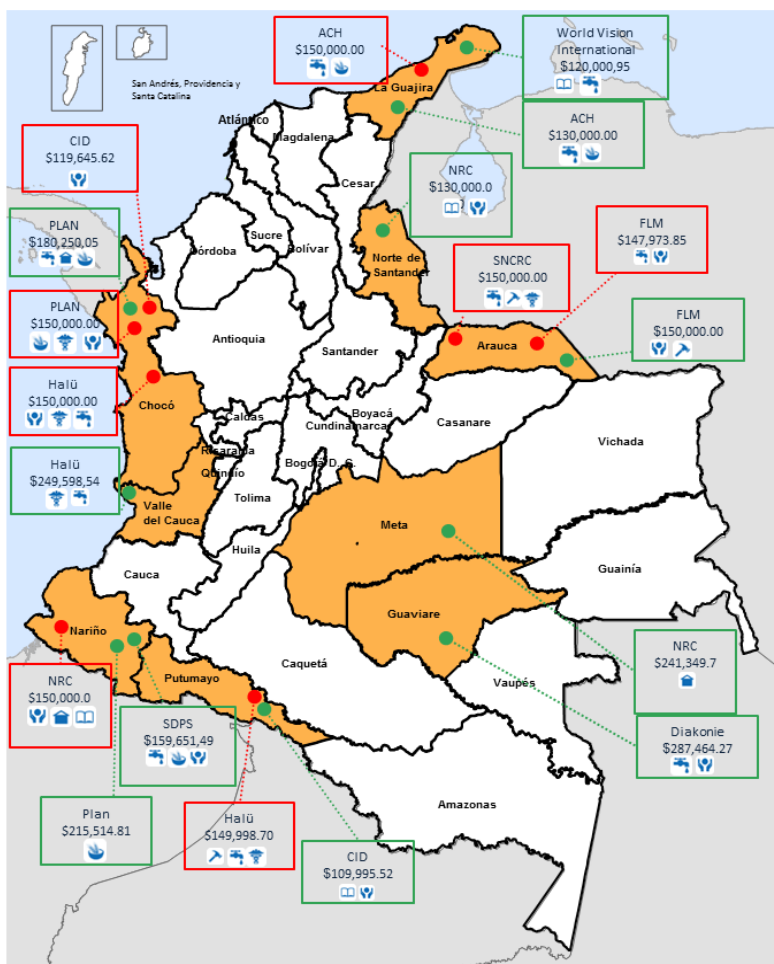 ACH
$150,000.00
World Vision
International
$120,000,95
San Andrés, Providencia y
Santa Catalina
La Guajira
ACH
$130,000.00
Atlántico
Magdalena
CID
$119,645.62
Cesar
NRC
$130,000.0
PLAN
$180,250,05
Sucre
Córdoba
Bolívar
Norte de
Santander
SNCRC
$150,000.00
FLM
$147,973.85
PLAN
$150,000.00
Antioquia
Santander
Arauca
FLM
$150,000.00
Halü
$150,000.00
Chocó
Caldas
Boyacá
Cundinamarca
Casanare
Vichada
Risaralda
Quindío
Bogotá D., S.
Halü
$249,598,54
Valle
del Cauca
Tolima
Meta
Huila
Cauca
Guainía
Guaviare
Nariño
Caquetá
Putumayo
Vaupés
NRC
$150,000.0
NRC
$241,349.7
SDPS
$159,651,49
Diakonie
$287,464.27
Plan
$215,514.81
Halü
$149,998.70
Amazonas
CID
$109,995.52